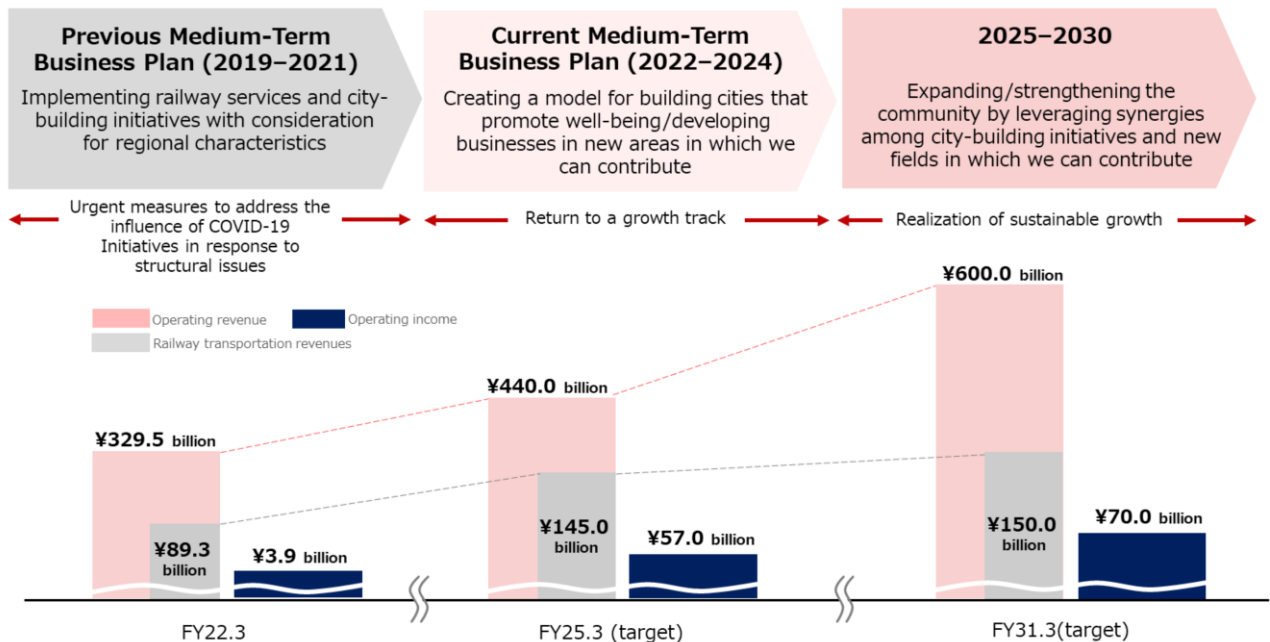 Previous Medium-Term
Business Plan (2019–2021)
Implementing railway services and city-
building initiatives with consideration
for regional characteristics
Current Medium-Term
Business Plan (2022–2024)
Creating a model for building cities that
promote well-being/developing
businesses in new areas in which we
can contribute
2025–2030
Expanding/strengthening the
community by leveraging synergies
among city-building initiatives and new
fields in which we can contribute
Urgent measures to address the
influence of COVID-19
Initiatives in response to
structural issues
Return to a growth track
Realization of sustainable growth
Operating revenue
Operating income
Railway transportation revenues
¥329.5 billion
¥89.3
billion
¥3.9 billion
¥440.0 billion
¥145.0
billion
¥57.0 billion
¥600.0 billion
¥150.0
billion
¥70.0 billion
FY22.3
FY25.3 (target)
FY31.3(target)